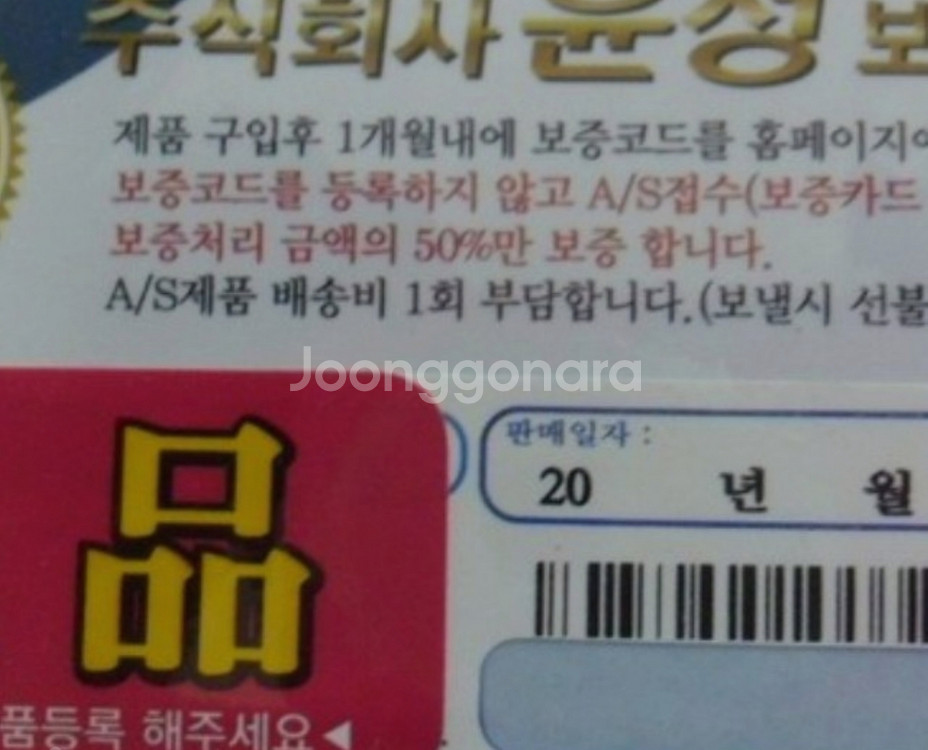 주식회사 윤성
제품 구입후 1개월내에 보증코드를 홈페이지에
보증코드를 등록하지 않고 A/S접수(보증카드
보증처리 금액의 50%만 보증 합니다.
A/S제품 배송비 1회 부담합니다.(보낼시 선불
Joonggonara
판매일자 :
20 년 월
品
품등록 해주세요◀